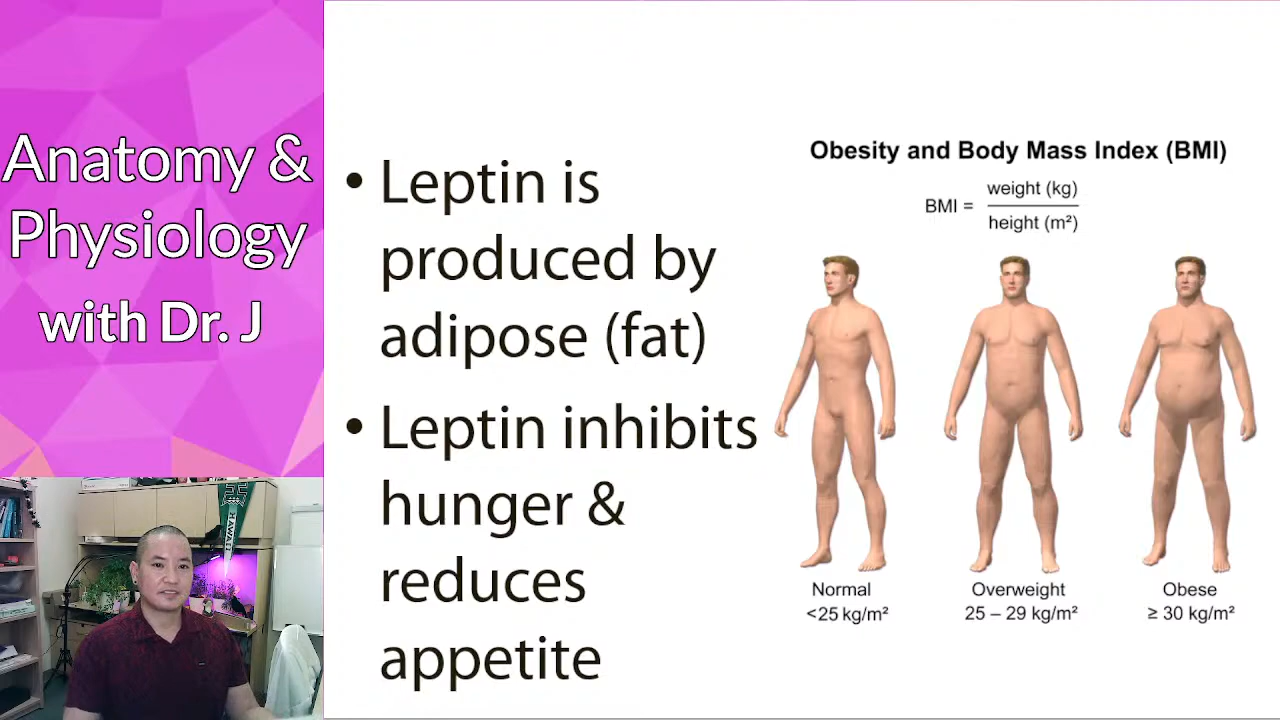 Anatomy &
Physiology
with Dr. J
• Leptin is
produced by
adipose (fat)
• Leptin inhibits
hunger &
reduces
appetite
Obesity and Body Mass Index (BMI)
BMI = weight (kg)
height (m²)
Normal
<25 kg/m²
Overweight
25 – 29 kg/m²
Obese
≥ 30 kg/m²
H
HAWAII